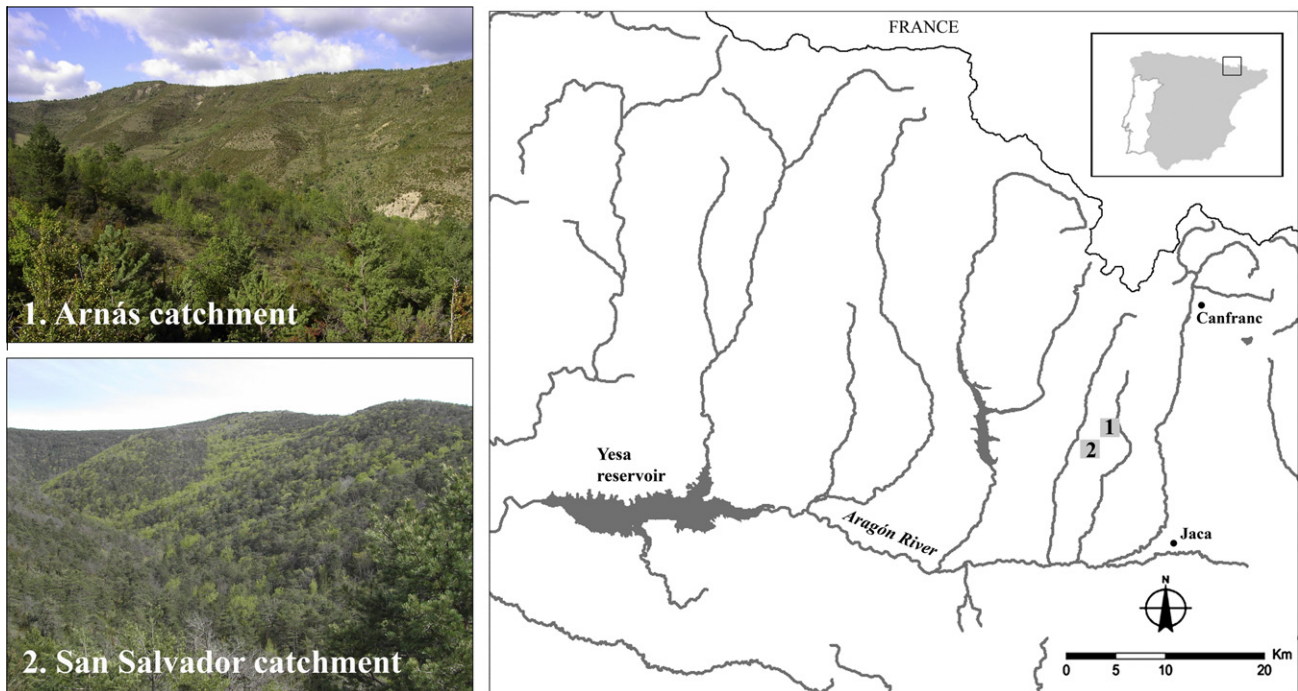 1. Arnás catchment
2. San Salvador catchment
FRANCE
Canfranc
1
2
Yesa
reservoir
Aragón River
Jaca
N
Km
0 5 10 20